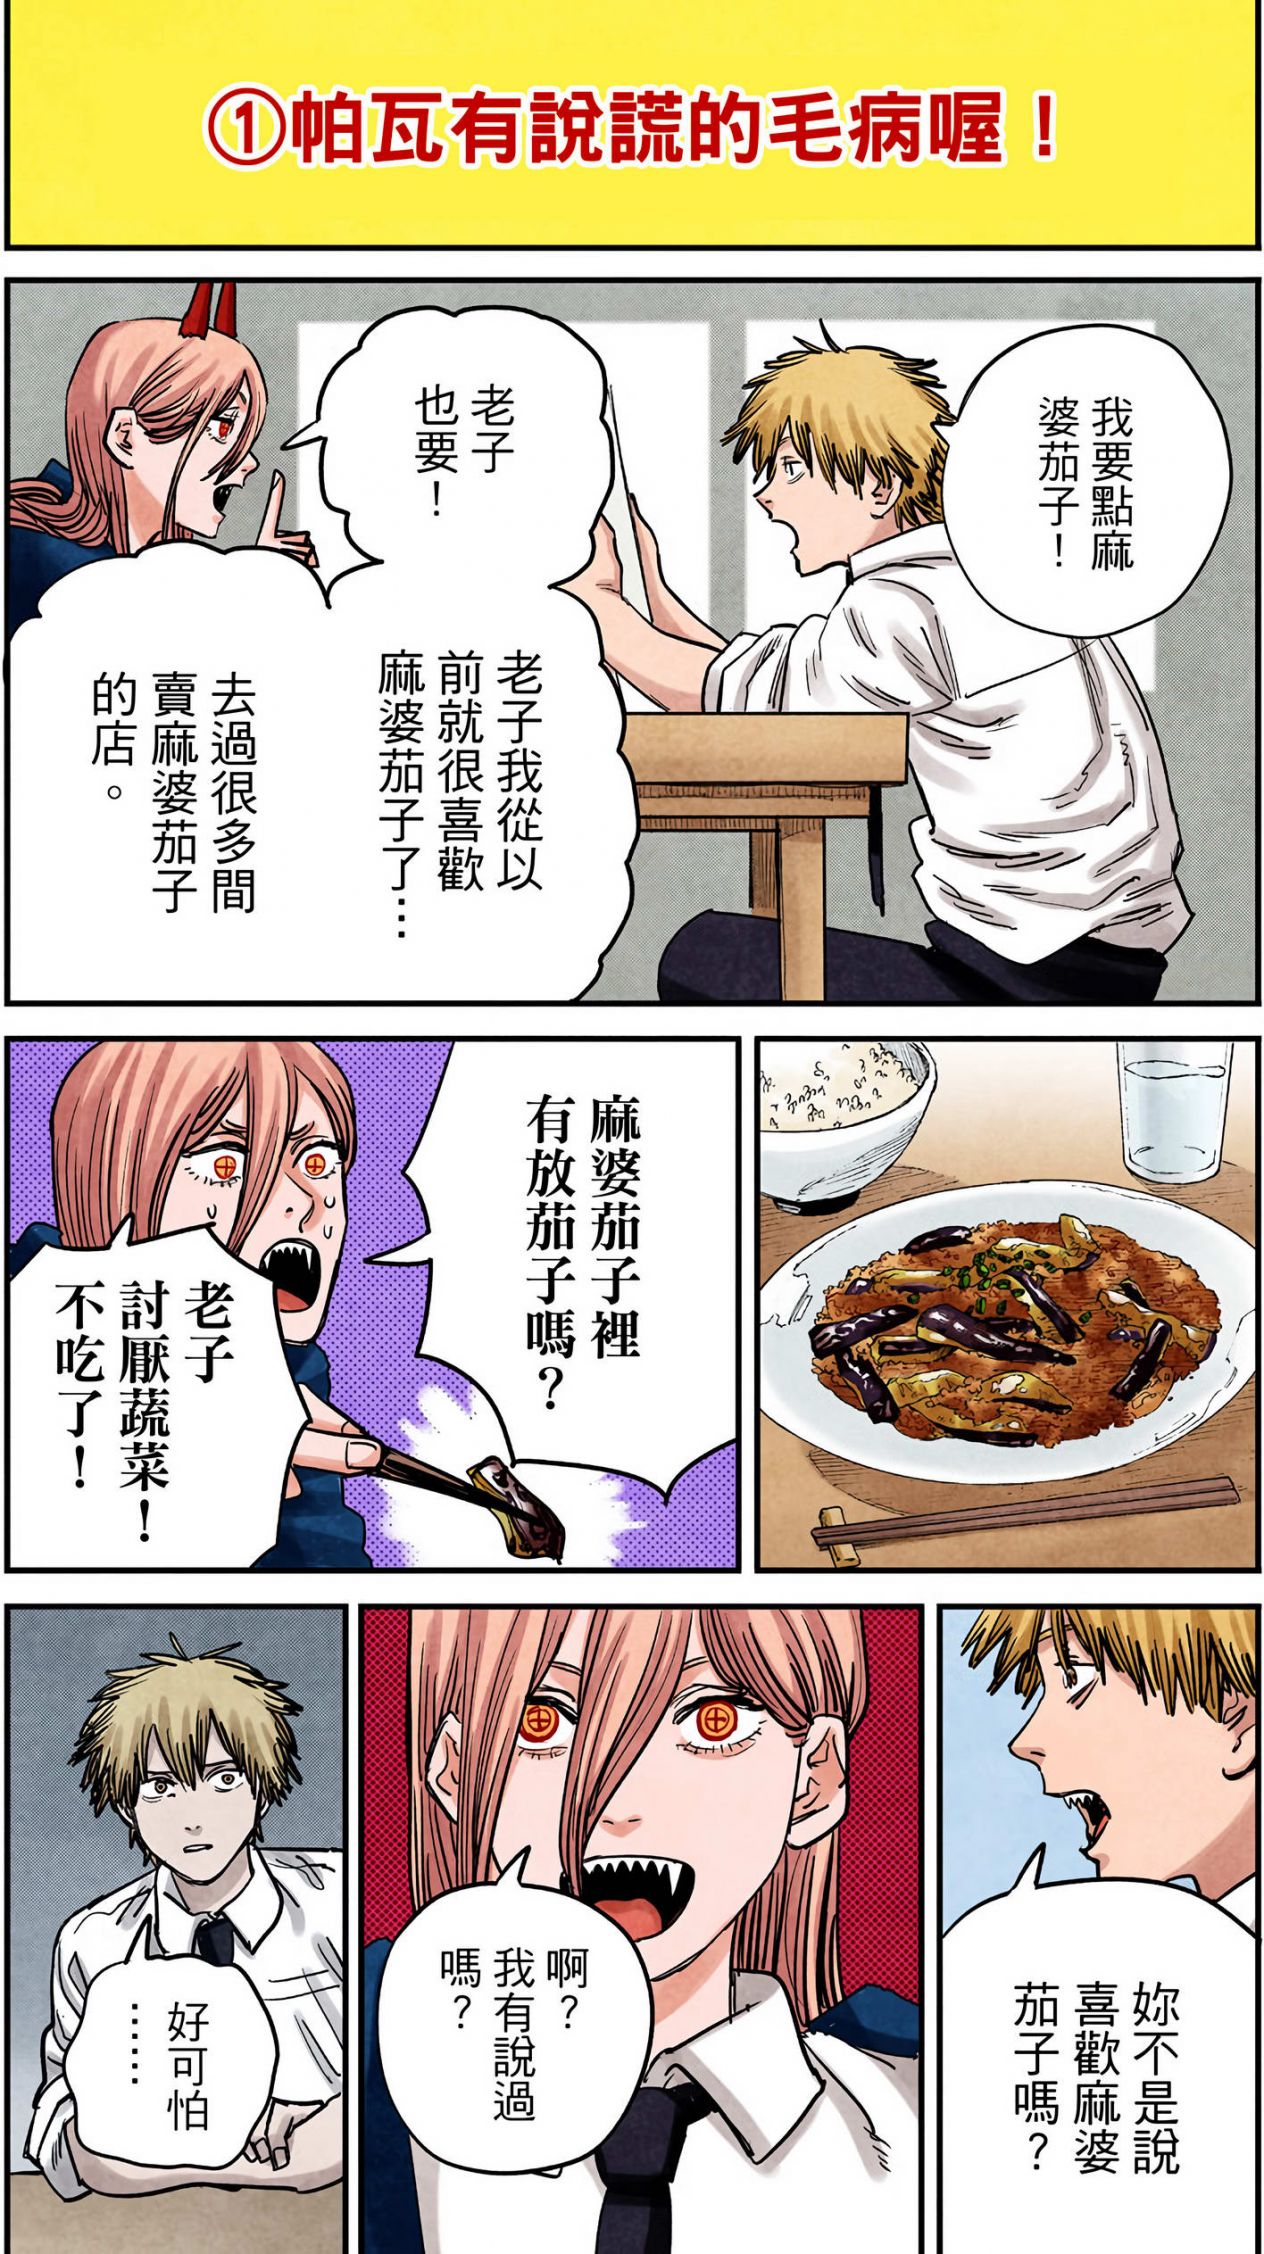 ①帕瓦有說謊的毛病喔！
我要點麻
婆茄子！
老子
也要！
老子我從以
前就很喜歡
麻婆茄子了…
去過很多間
賣麻婆茄子
的店。
麻婆茄子裡
有放茄子嗎？
老子
討厭蔬菜！
不吃了！
妳不是說
喜歡麻婆
茄子嗎？
啊？
我有說過
嗎？
好可怕
……